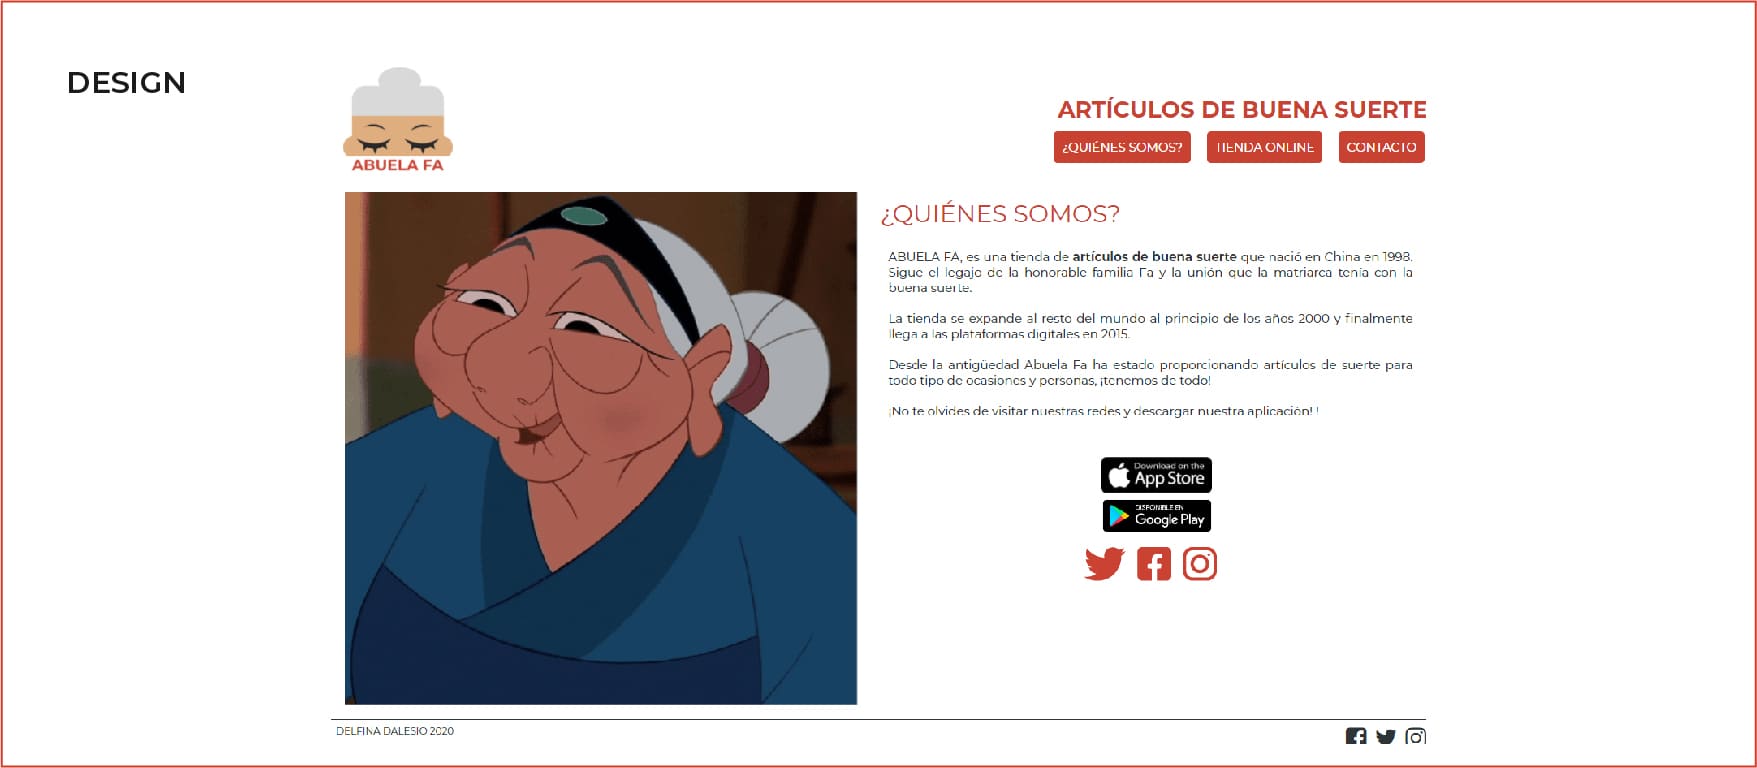 DESIGN
ABUELA FA
ARTÍCULOS DE BUENA SUERTE
¿QUIÉNES SOMOS?
TIENDA ONLINE
CONTACTO
¿QUIÉNES SOMOS?
ABUELA FA, es una tienda de artículos de buena suerte que nació en China en 1998.
Sigue el legajo de la honorable familia Fa y la unión que la matriarca tenía con la
buena suerte.
La tienda se expande al resto del mundo al principio de los años 2000 y finalmente
llega a las plataformas digitales en 2015.
Desde la antigüedad Abuela Fa ha estado proporcionando artículos de suerte para
todo tipo de ocasiones y personas, ¡tenemos de todo!
¡No te olvides de visitar nuestras redes y descargar nuestra aplicación! !
Download on the
App Store
DISPONIBLE EN
Google Play
DELFINA DALESIO 2020